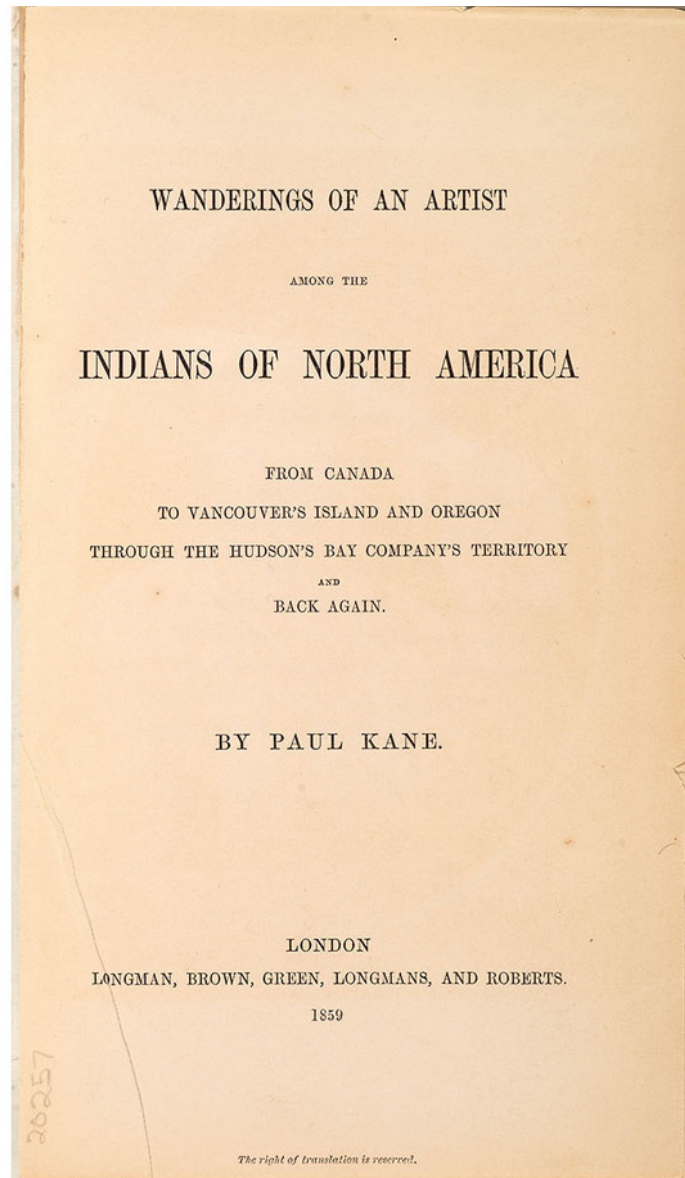 WANDERINGS OF AN ARTIST
AMONG THE
INDIANS OF NORTH AMERICA
FROM CANADA
TO VANCOUVER'S ISLAND AND OREGON
THROUGH THE HUDSON'S BAY COMPANY'S TERRITORY
AND
BACK AGAIN.
BY PAUL KANE.
LONDON
LONGMAN, BROWN, GREEN, LONGMANS, AND ROBERTS.
1859
20257
The right of translation is reserved.